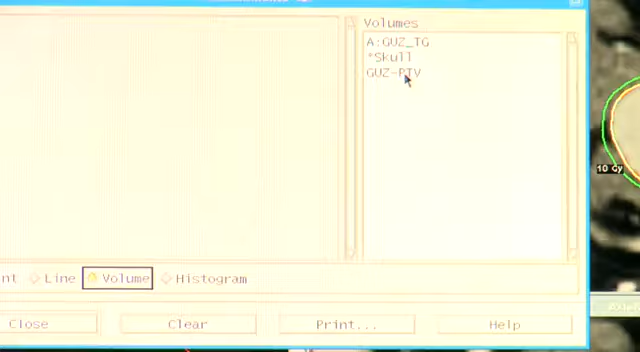 Volumes
A:GUZ_TG
*Skull
GUZ-PTV
10 Gy
nt Line Volume Histogram
Close Clear Print... Help